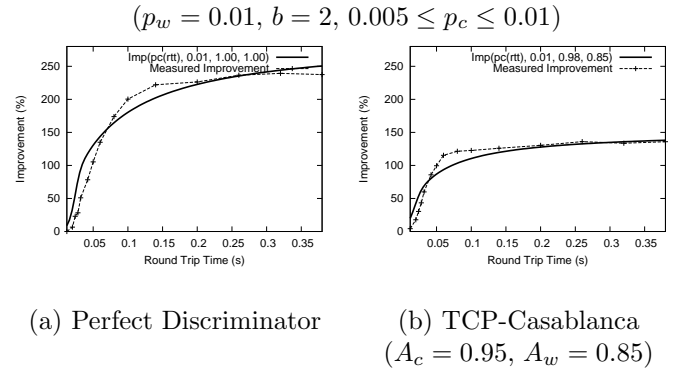 (p_w = 0.01, b = 2, 0.005 ≤ p_c ≤ 0.01)
Imp(pc(rtt), 0.01, 1.00, 1.00)
Measured Improvement
Improvement (%)
250
200
150
100
50
0
0.05 0.1 0.15 0.2 0.25 0.3 0.35
Round Trip Time (s)
(a) Perfect Discriminator
Imp(pc(rtt), 0.01, 0.98, 0.85)
Measured Improvement
Improvement (%)
250
200
150
100
50
0
0.05 0.1 0.15 0.2 0.25 0.3 0.35
Round Trip Time (s)
(b) TCP-Casablanca
(A_c = 0.95, A_w = 0.85)